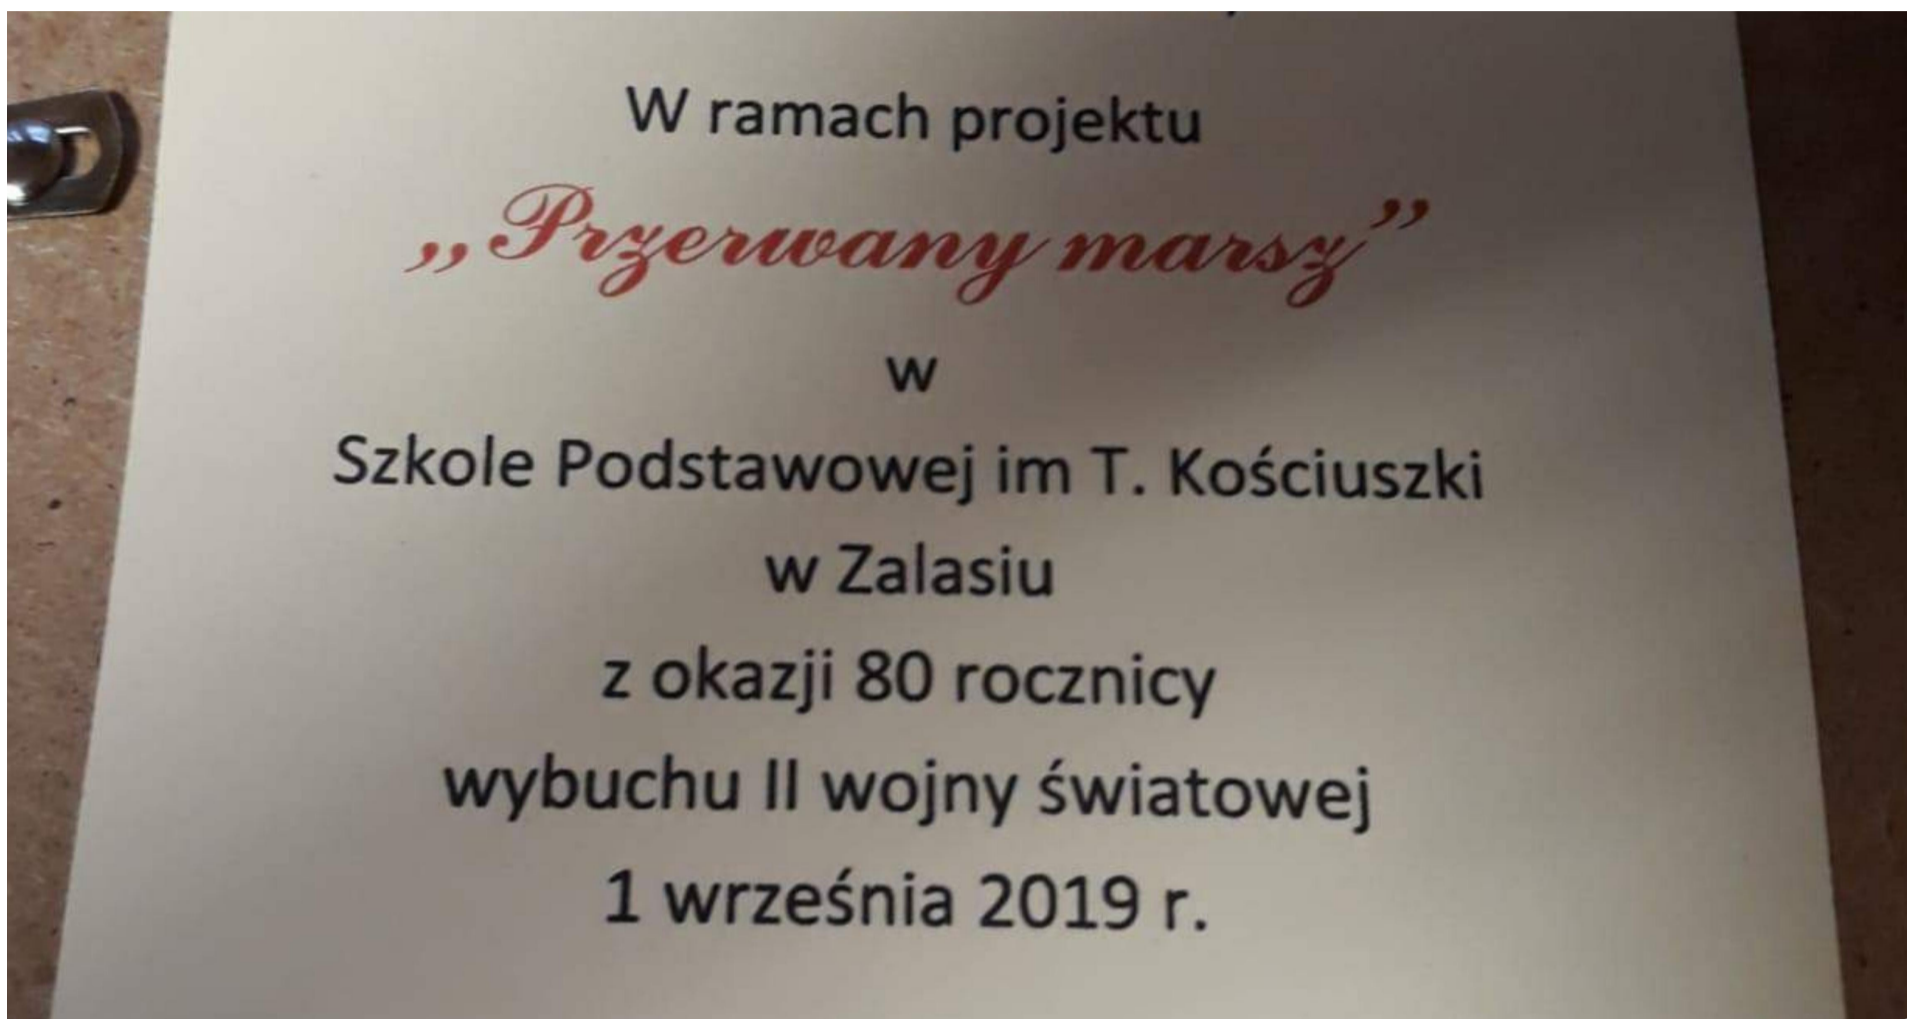 W ramach projektu
„Przerwany marsz”
w
Szkole Podstawowej im T. Kościuszki
w Zalasiu
z okazji 80 rocznicy
wybuchu II wojny światowej
1 września 2019 r.